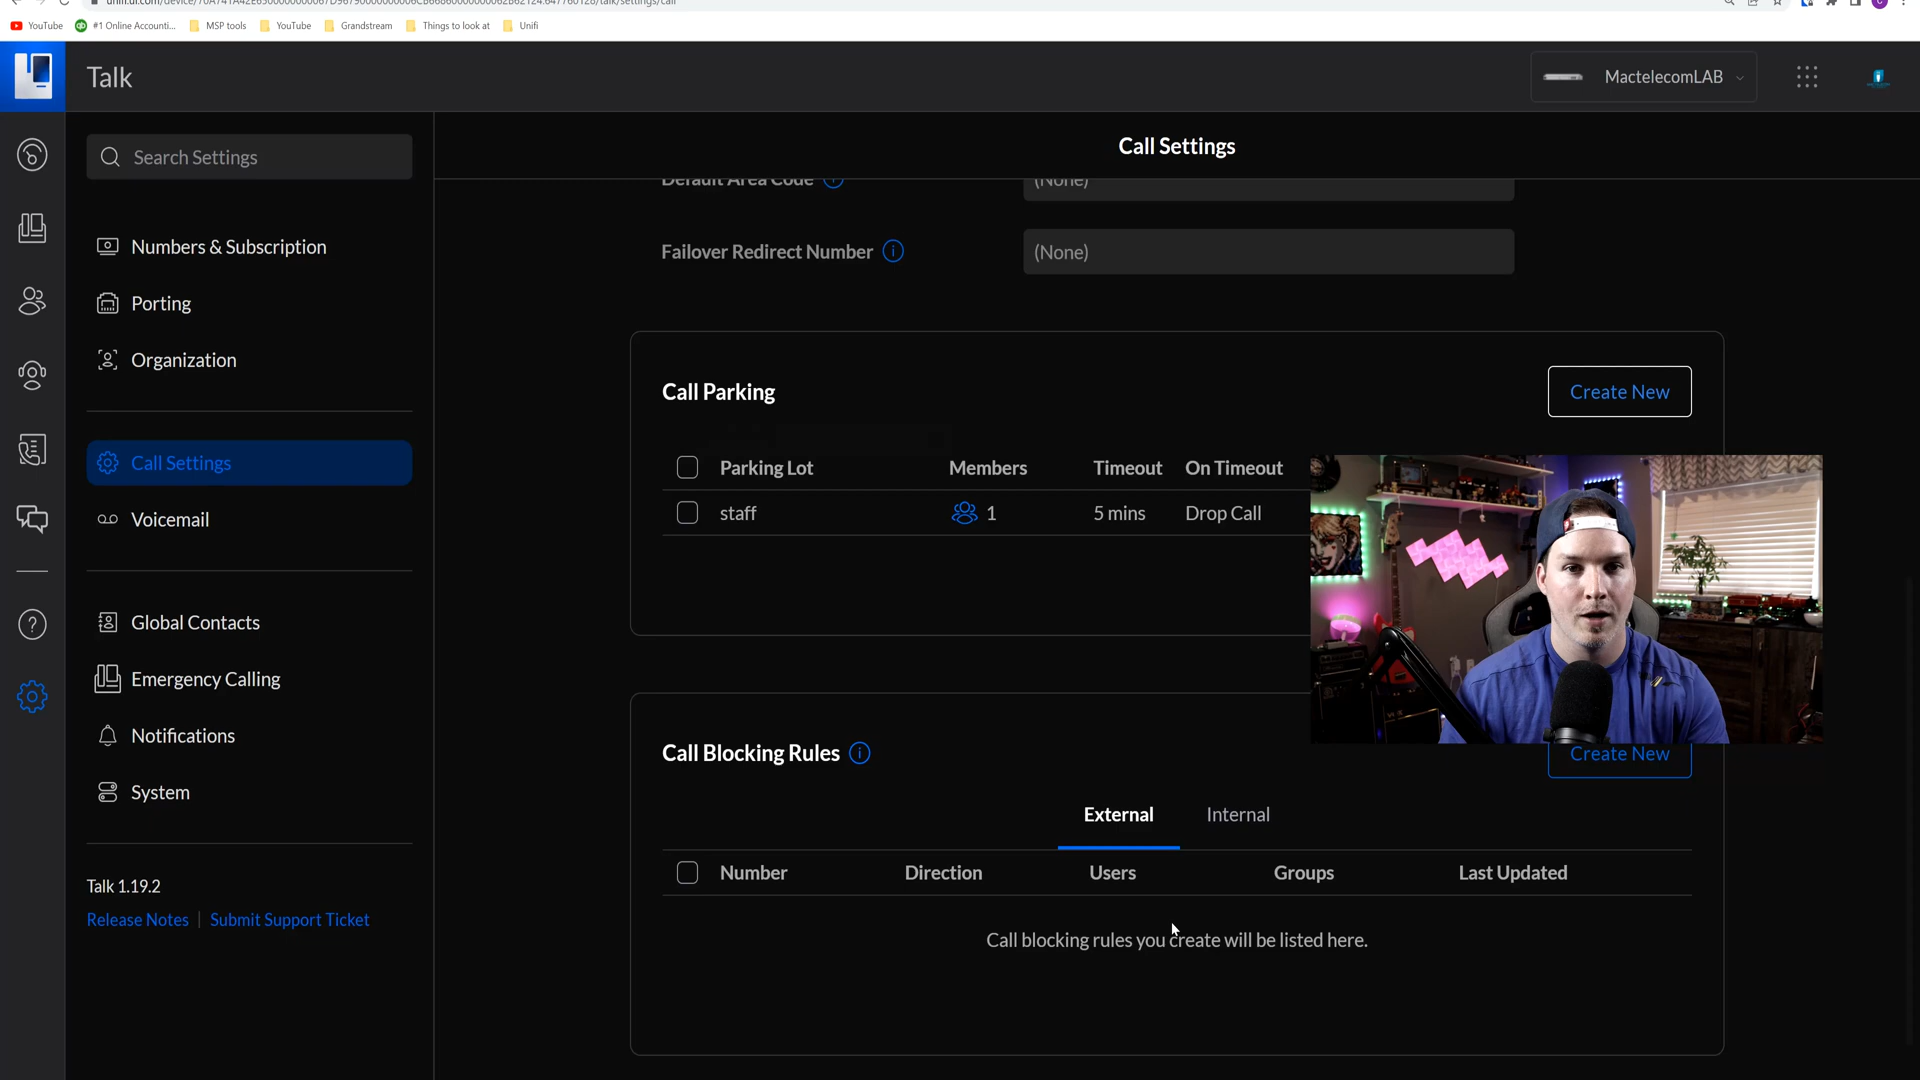 YouTube
#1 Online Accounti...
MSP tools
YouTube
Grandstream
Things to look at
Unifi
Talk
MactelecomLAB
Search Settings
Call Settings
Default Area Code
(None)
Numbers & Subscription
Failover Redirect Number
(None)
Porting
Organization
Call Parking
Create New
Call Settings
Parking Lot Members Timeout On Timeout
staff 1 5 mins Drop Call
Voicemail
Global Contacts
Emergency Calling
Notifications
System
Call Blocking Rules
Create New
External Internal
Number Direction Users Groups Last Updated
Call blocking rules you create will be listed here.
Talk 1.19.2
Release Notes | Submit Support Ticket